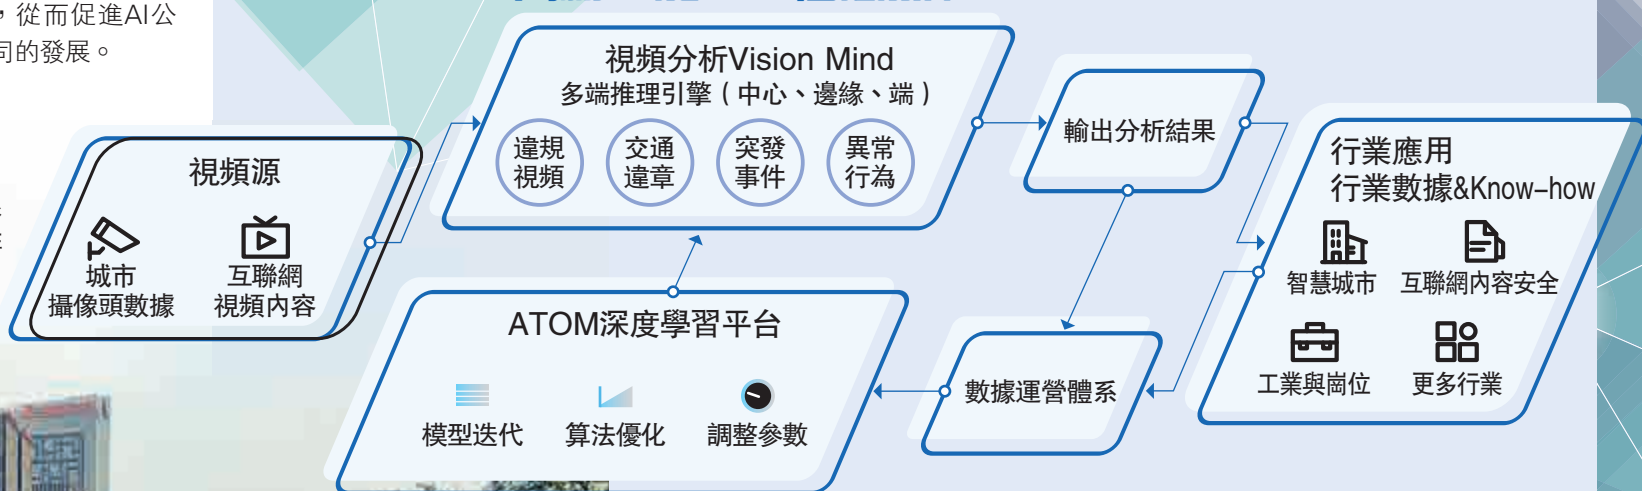 ，從而促進AI公
司的發展。
視頻源
城市
攝像頭數據
互聯網
視頻內容
視頻分析Vision Mind
多端推理引擎（中心、邊緣、端）
違規
視頻
交通
違章
突發
事件
異常
行為
輸出分析結果
行業應用
行業數據&Know-how
智慧城市
互聯網內容安全
工業與崗位
更多行業
ATOM深度學習平台
模型迭代
算法優化
調整參數
數據運營體系